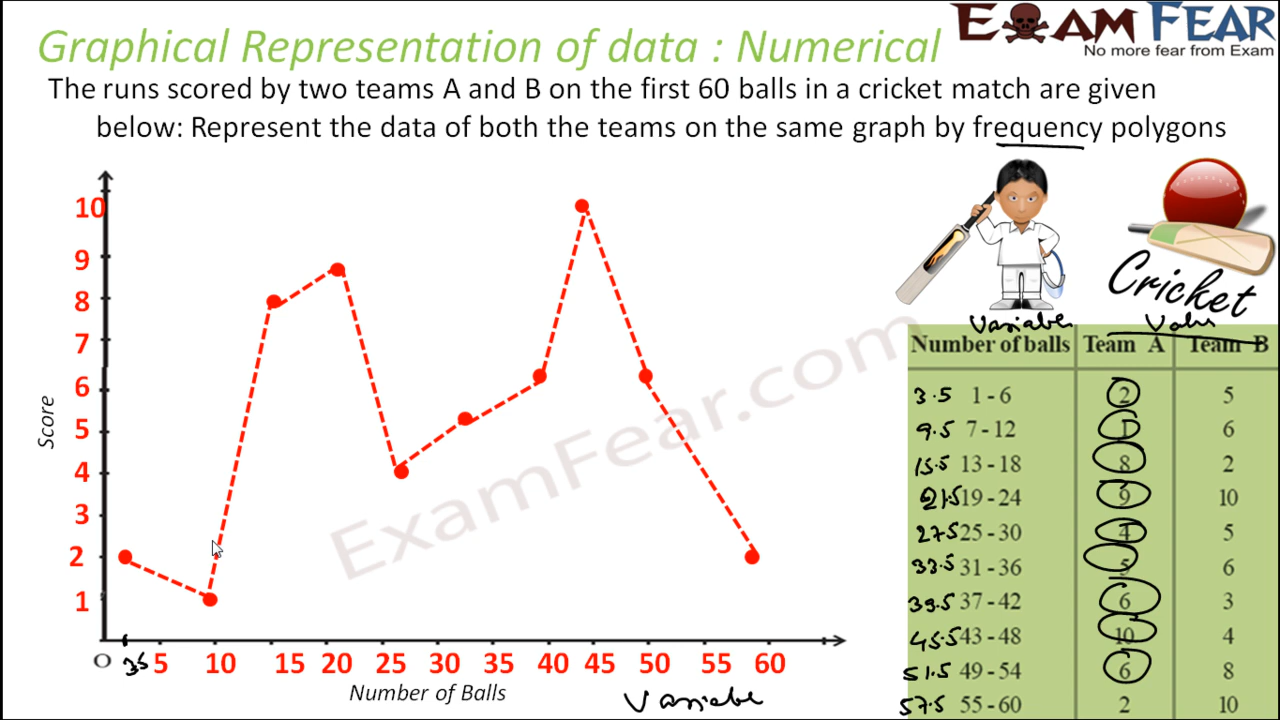 Graphical Representation of data : Numerical
EXAM FEAR
No more fear from Exam
The runs scored by two teams A and B on the first 60 balls in a cricket match are given
below: Represent the data of both the teams on the same graph by frequency polygons
10
9
8
7
6
5
4
3
2
1
Score
O 3.5 5 10 15 20 25 30 35 40 45 50 55 60
Number of Balls
Variable
ExamFear.com
Cricket
Variable
Number of balls Team A Team B
3.5 1 - 6 2 5
9.5 7 - 12 1 6
15.5 13 - 18 8 2
21.5 19 - 24 9 10
27.5 25 - 30 4 5
33.5 31 - 36 5 6
39.5 37 - 42 6 3
45.5 43 - 48 10 4
51.5 49 - 54 6 8
57.5 55 - 60 2 10